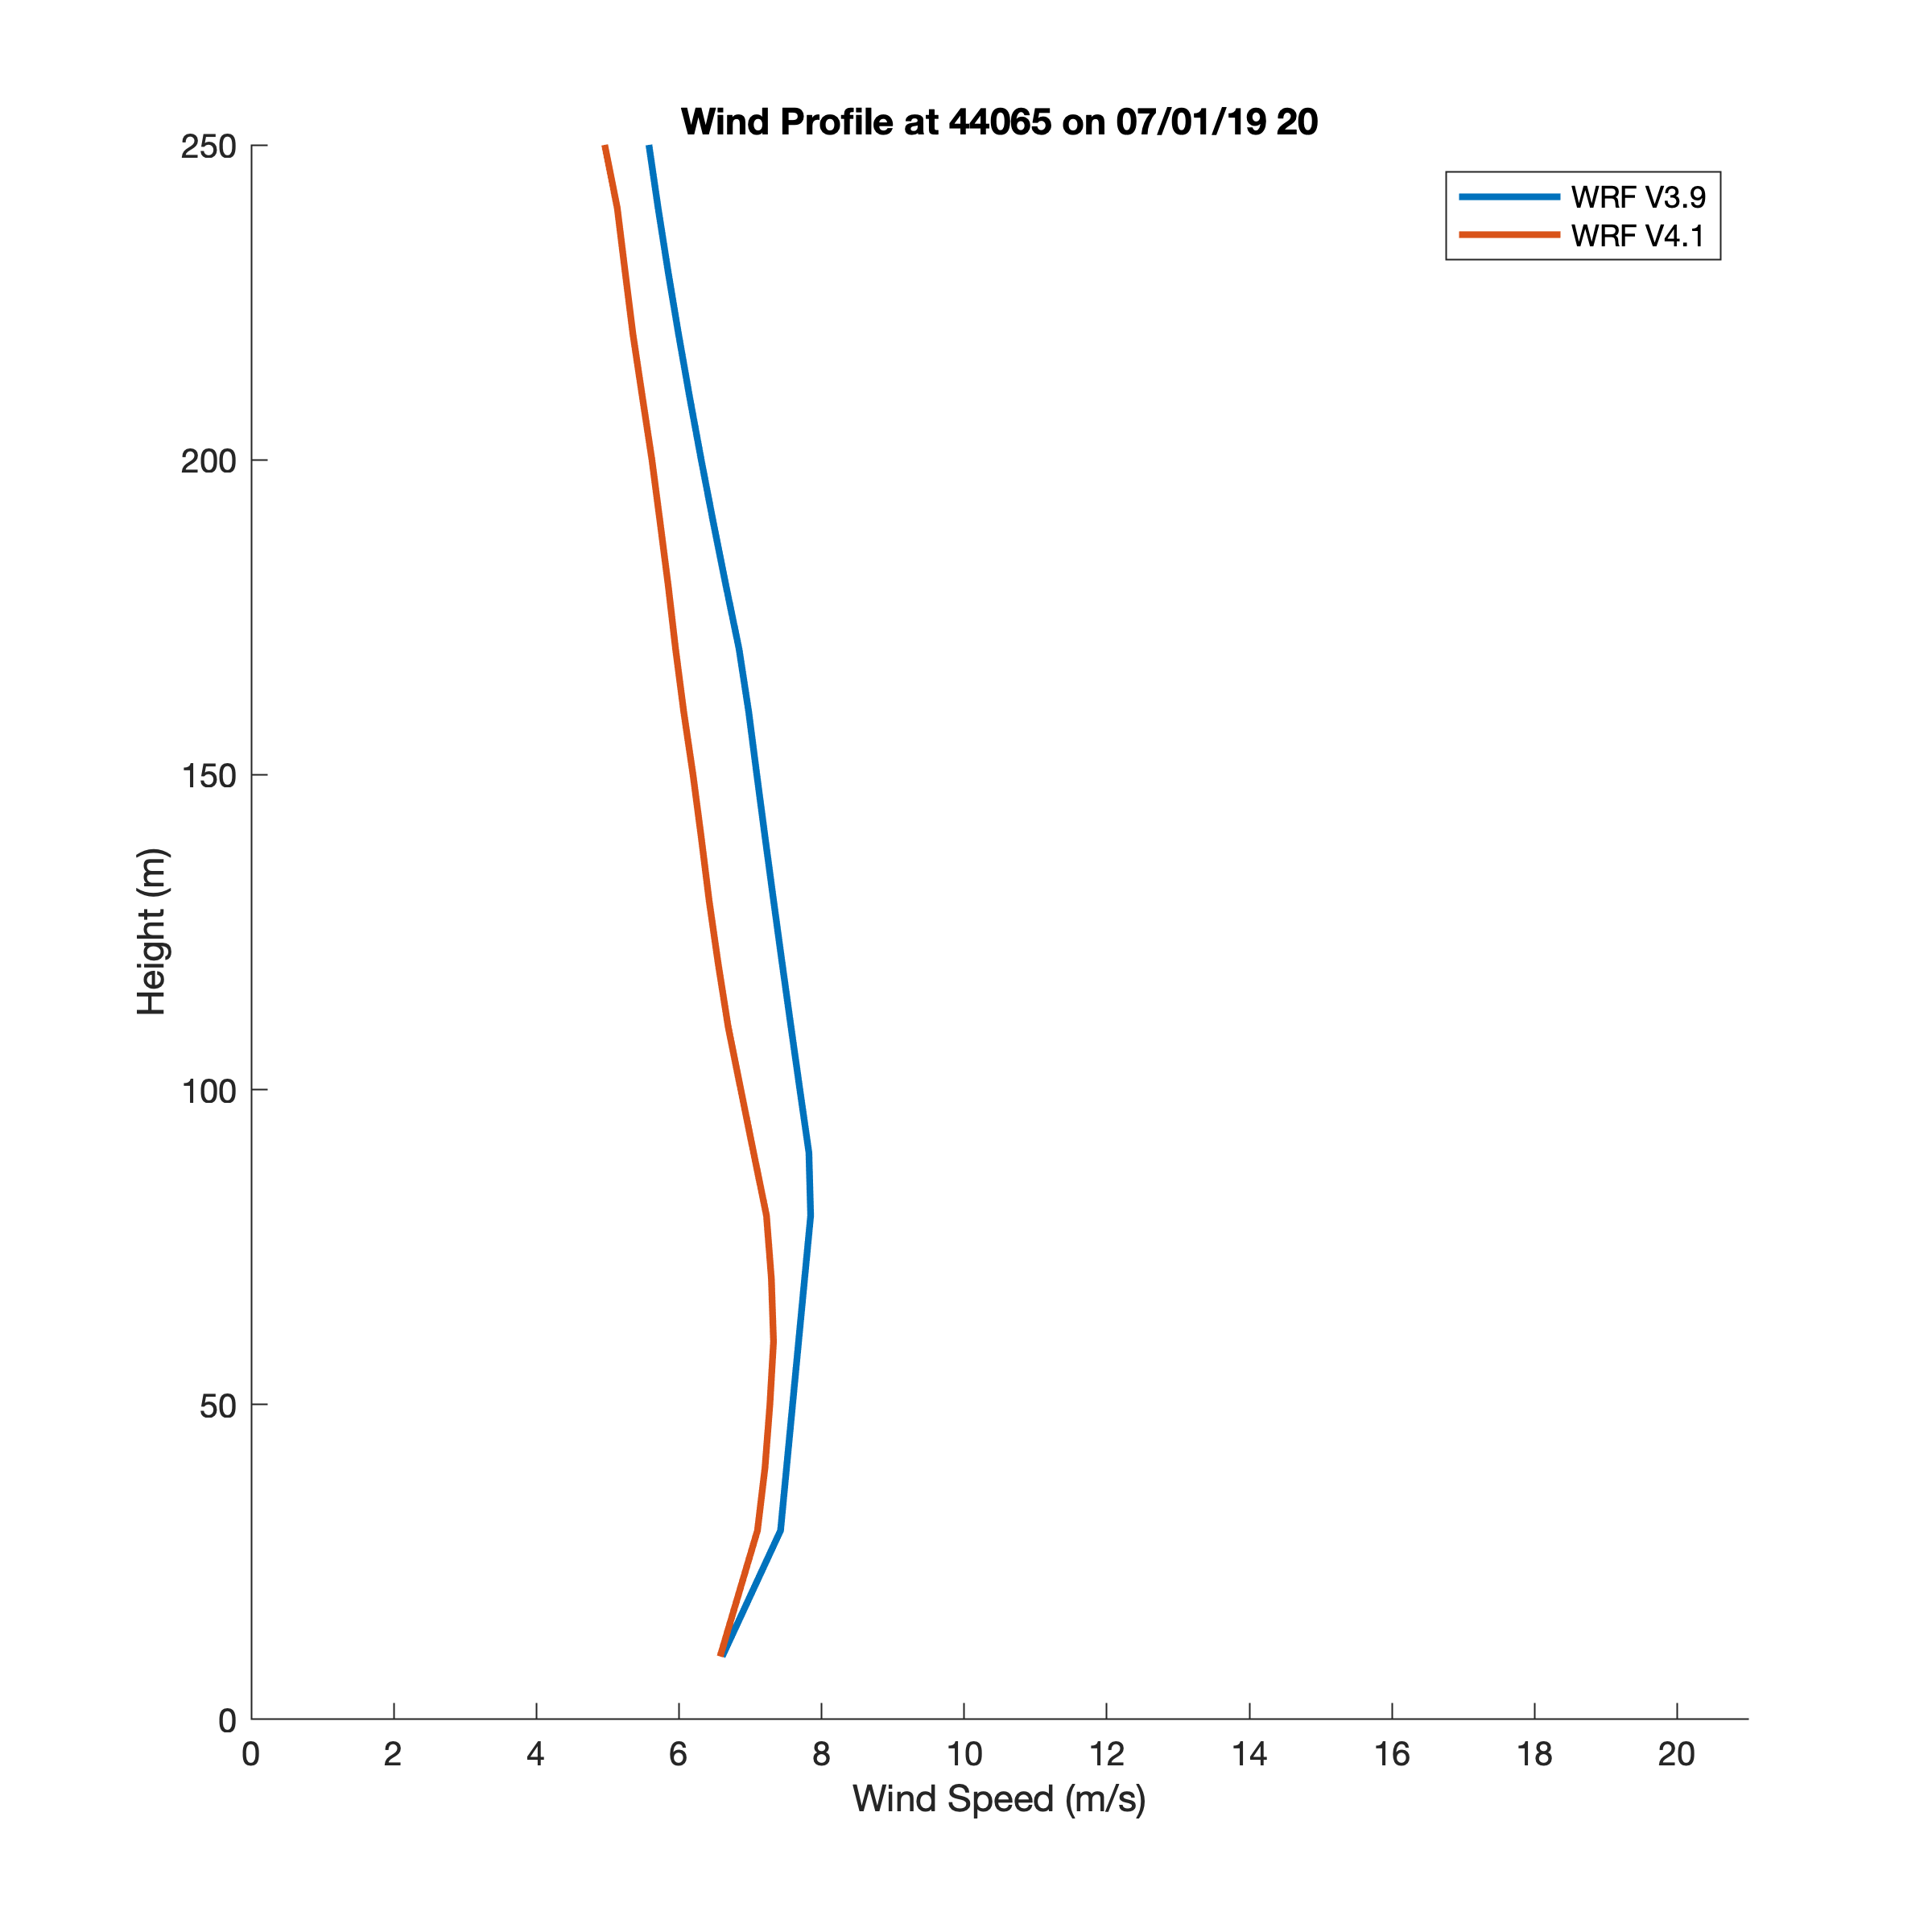 Wind Profile at 44065 on 07/01/19 20
WRF V3.9
WRF V4.1
250
200
150
100
50
0
Height (m)
0 2 4 6 8 10 12 14 16 18 20
Wind Speed (m/s)